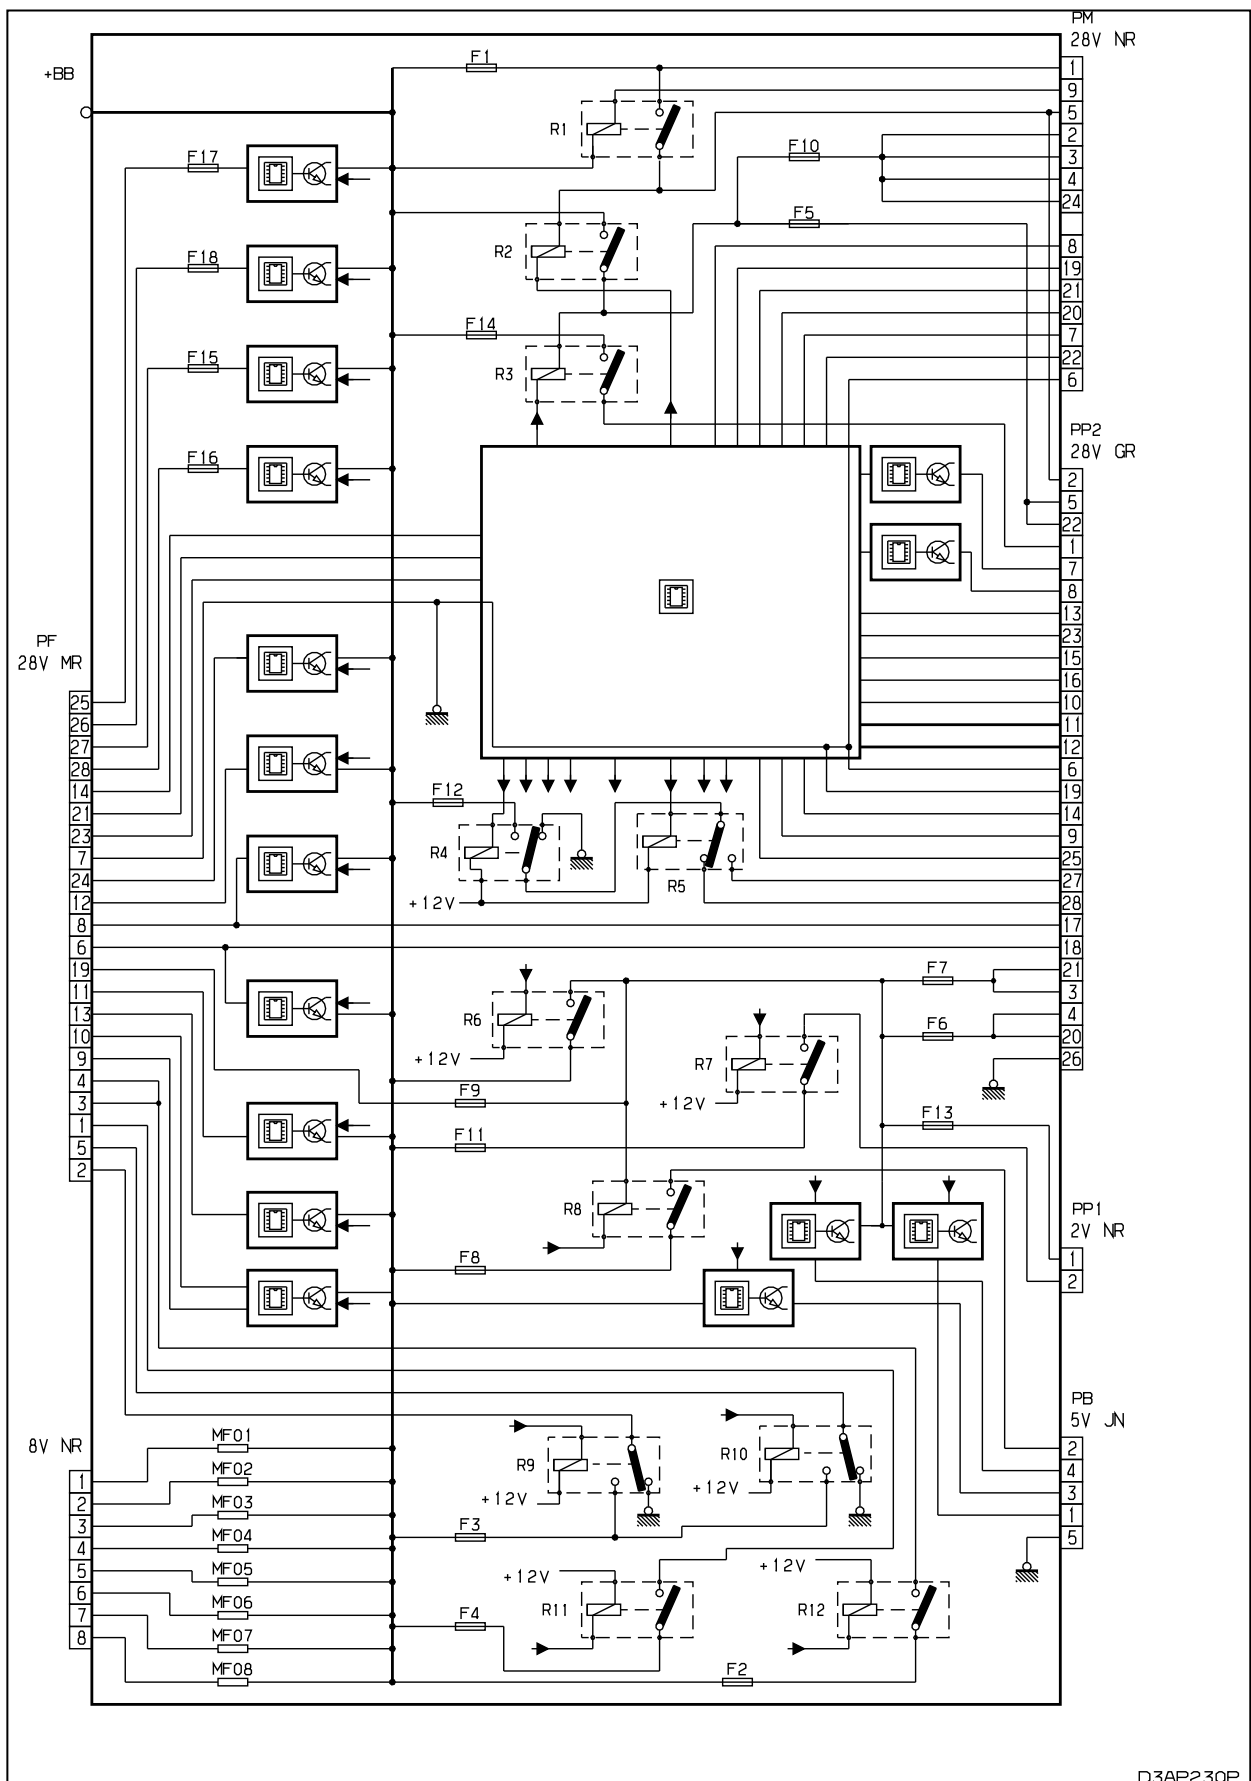 PM
28V NR
+BB
F1
1
9
5
2
3
4
24
8
19
21
20
7
22
6
R1
F10
F17
F5
R2
F18
F14
R3
F15
F16
PP2
28V GR
2
5
22
1
7
8
13
23
15
16
10
11
12
6
19
14
9
25
27
28
17
18
21
3
4
20
26
PF
28V MR
25
26
27
28
14
21
23
7
24
12
8
6
19
11
13
10
9
4
3
1
5
2
F12
R4
R5
+12V
F7
R6
F6
+12V
R7
F9
+12V
F13
F11
R8
F8
PP1
2V NR
1
2
PB
5V JN
2
4
3
1
5
8V NR
1
2
3
4
5
6
7
8
MF01
MF02
MF03
MF04
MF05
MF06
MF07
MF08
R9
R10
+12V
+12V
F3
+12V
+12V
R11
R12
F4
F2
D3AP230P